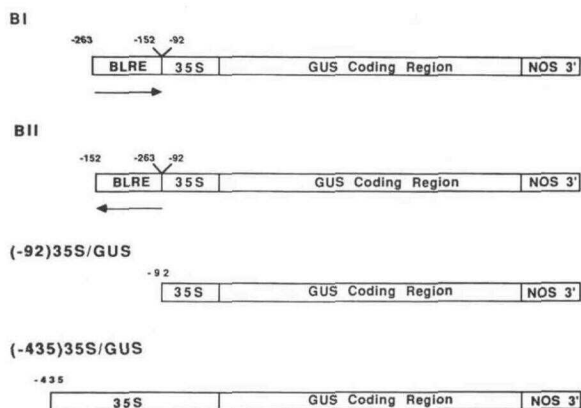 BI
-263 -152 -92
BLRE 35S GUS Coding Region NOS 3'
BII
-152 -263 -92
BLRE 35S GUS Coding Region NOS 3'
(-92)35S/GUS
-92
35S GUS Coding Region NOS 3'
(-435)35S/GUS
-435
35S GUS Coding Region NOS 3'